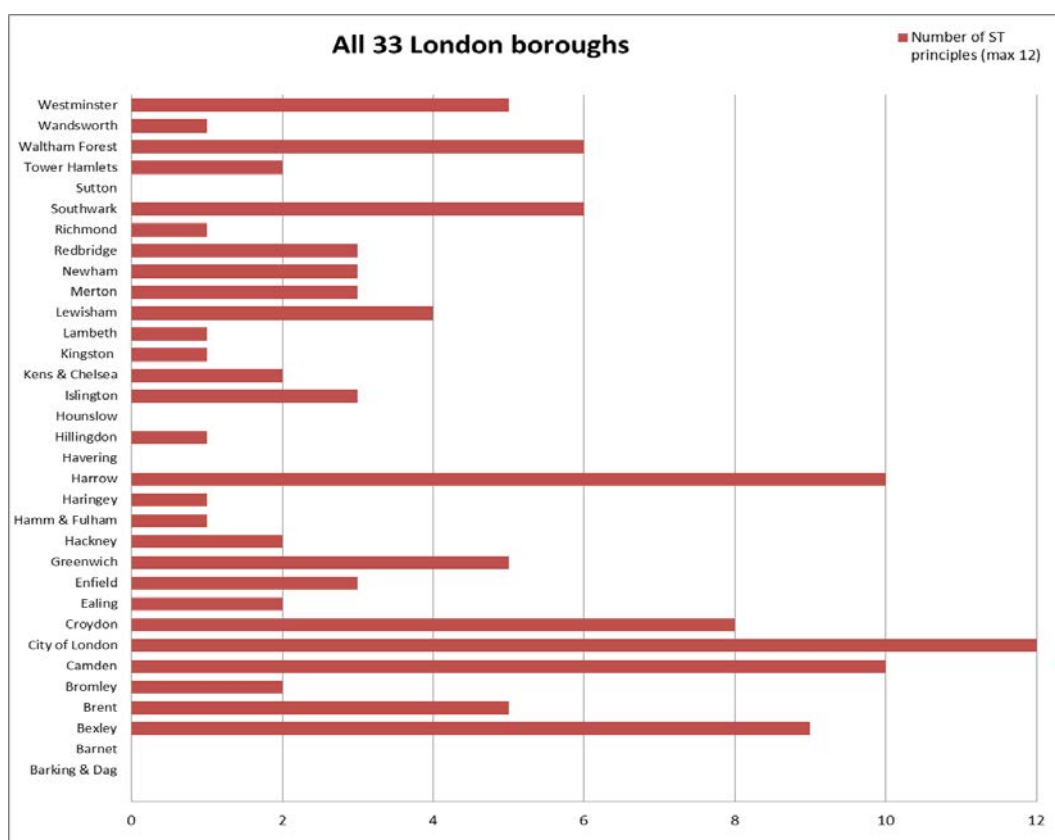 All 33 London boroughs
Number of ST
principles (max 12)
Westminster
Wandsworth
Waltham Forest
Tower Hamlets
Sutton
Southwark
Richmond
Redbridge
Newham
Merton
Lewisham
Lambeth
Kingston
Kens & Chelsea
Islington
Hounslow
Hillingdon
Havering
Harrow
Haringey
Hamm & Fulham
Hackney
Greenwich
Enfield
Ealing
Croydon
City of London
Camden
Bromley
Brent
Bexley
Barnet
Barking & Dag
0 2 4 6 8 10 12